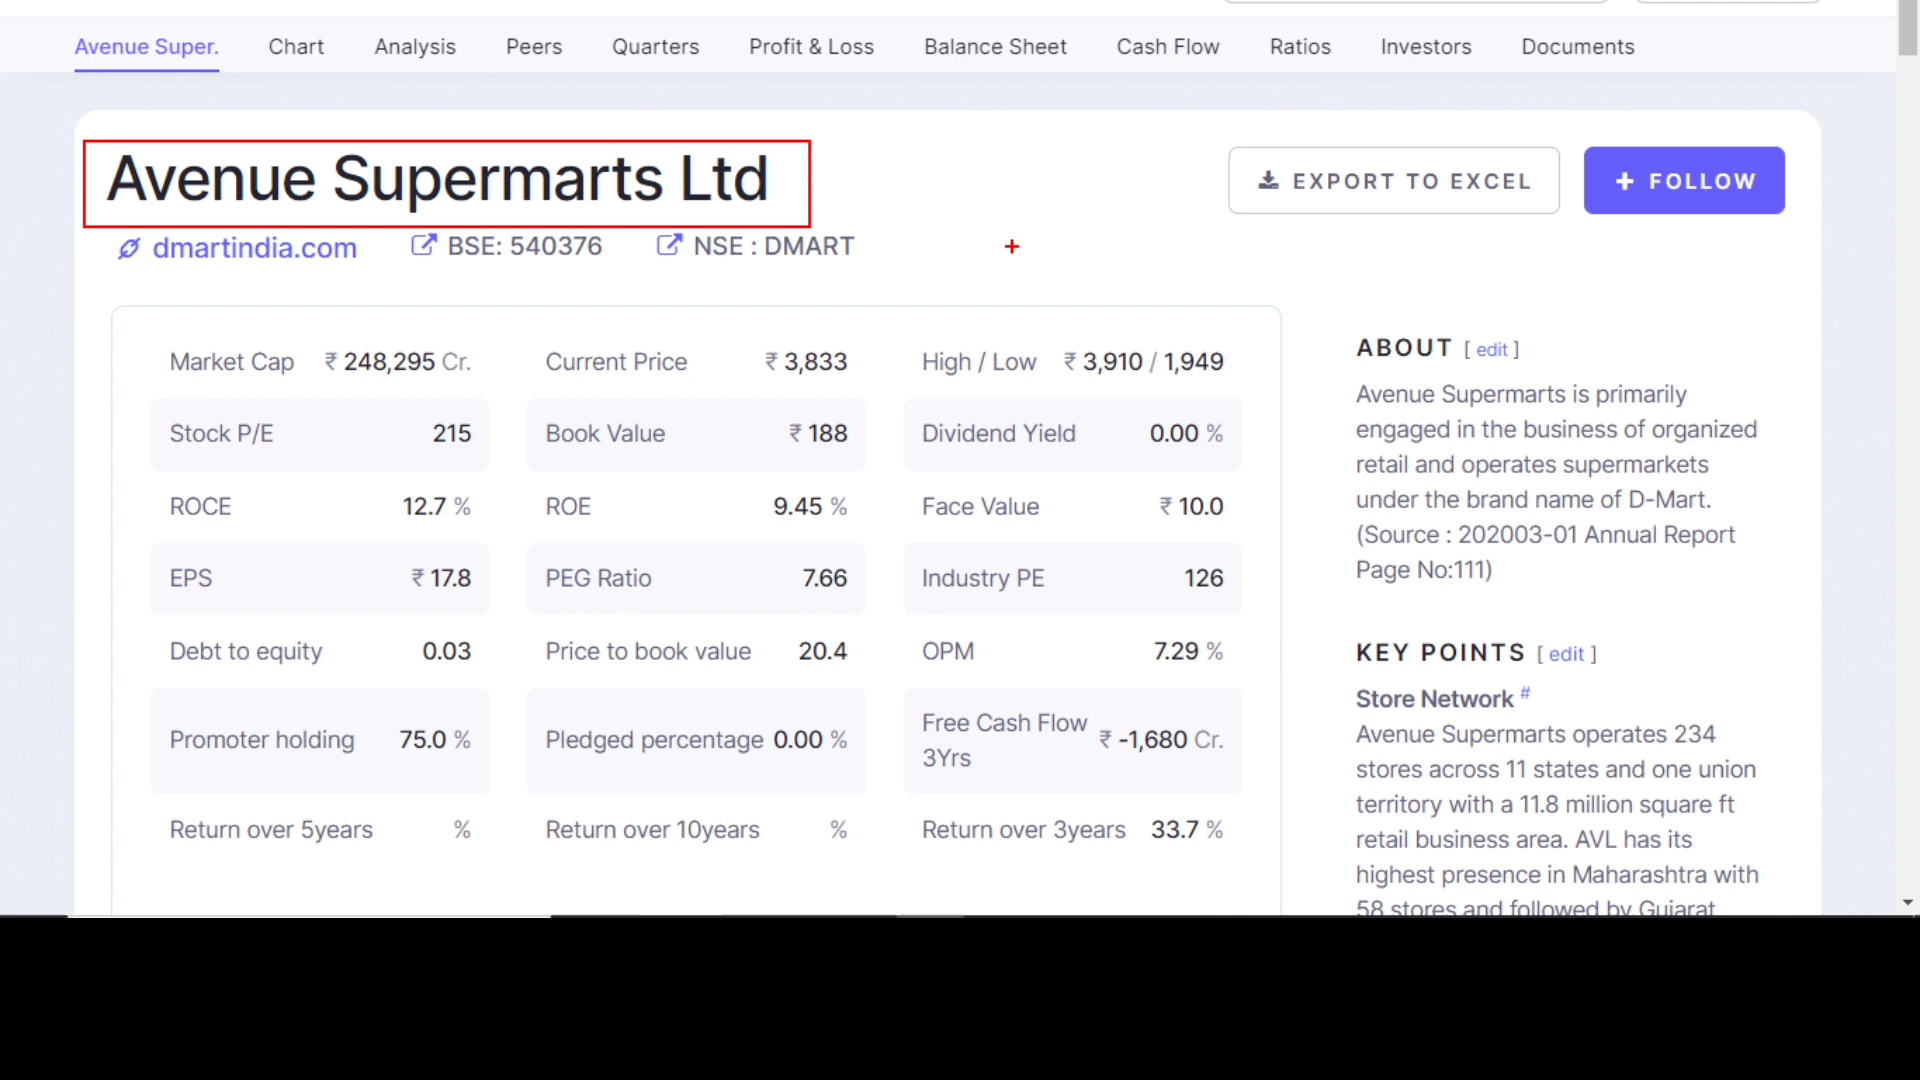 Avenue Super. Chart Analysis Peers Quarters Profit & Loss Balance Sheet Cash Flow Ratios Investors Documents
Avenue Supermarts Ltd
EXPORT TO EXCEL
+ FOLLOW
dmartindia.com BSE: 540376 NSE : DMART
Market Cap ₹ 248,295 Cr. Current Price ₹ 3,833 High / Low ₹ 3,910 / 1,949
Stock P/E 215 Book Value ₹ 188 Dividend Yield 0.00 %
ROCE 12.7 % ROE 9.45 % Face Value ₹ 10.0
EPS ₹ 17.8 PEG Ratio 7.66 Industry PE 126
Debt to equity 0.03 Price to book value 20.4 OPM 7.29 %
Promoter holding 75.0 % Pledged percentage 0.00 % Free Cash Flow 3Yrs ₹ -1,680 Cr.
Return over 5years % Return over 10years % Return over 3years 33.7 %
ABOUT [ edit ]
Avenue Supermarts is primarily
engaged in the business of organized
retail and operates supermarkets
under the brand name of D-Mart.
(Source : 202003-01 Annual Report
Page No:111)
KEY POINTS [ edit ]
Store Network #
Avenue Supermarts operates 234
stores across 11 states and one union
territory with a 11.8 million square ft
retail business area. AVL has its
highest presence in Maharashtra with
58 stores and followed by Gujarat